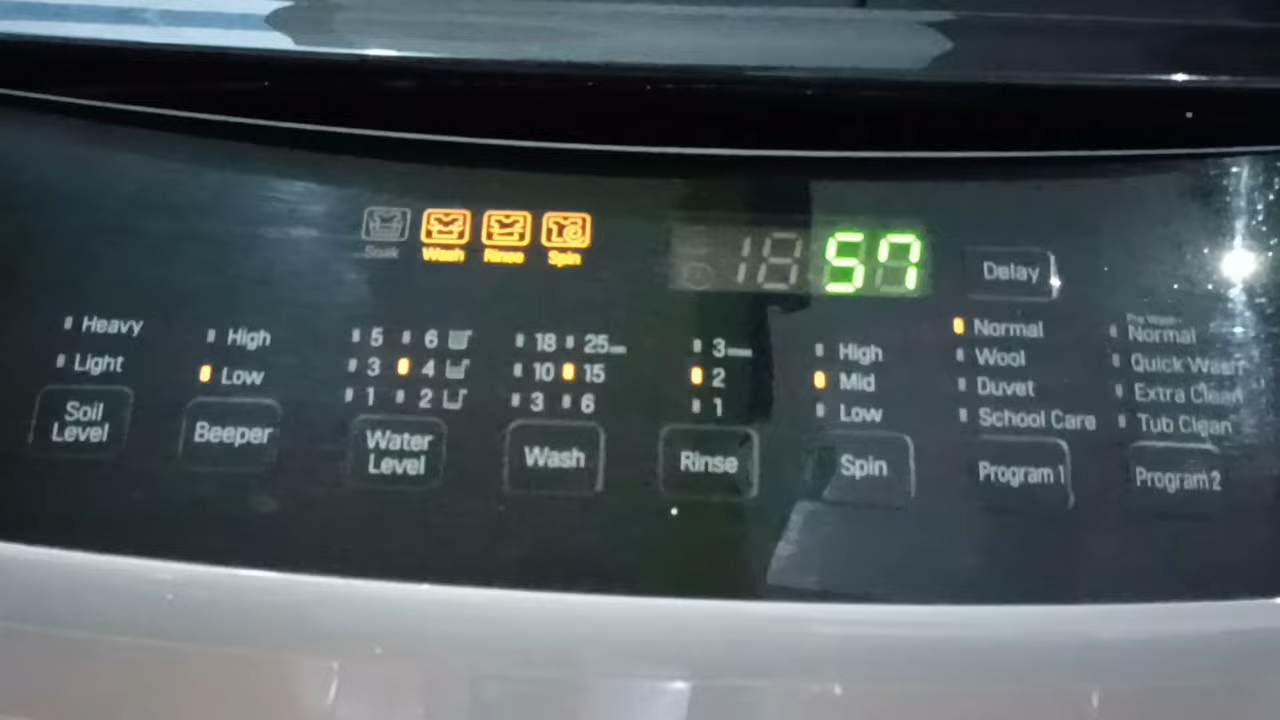 Soak Wash Rinse Spin
57
Delay
Heavy
Light
Soil
Level
High
Low
Beeper
5 6
3 4
1 2
Water
Level
18 25
10 15
3 6
Wash
3
2
1
Rinse
High
Mid
Low
Spin
Normal
Wool
Duvet
School Care
Program 1
Pre Wash+
Normal
Quick Wash
Extra Clean
Tub Clean
Program 2